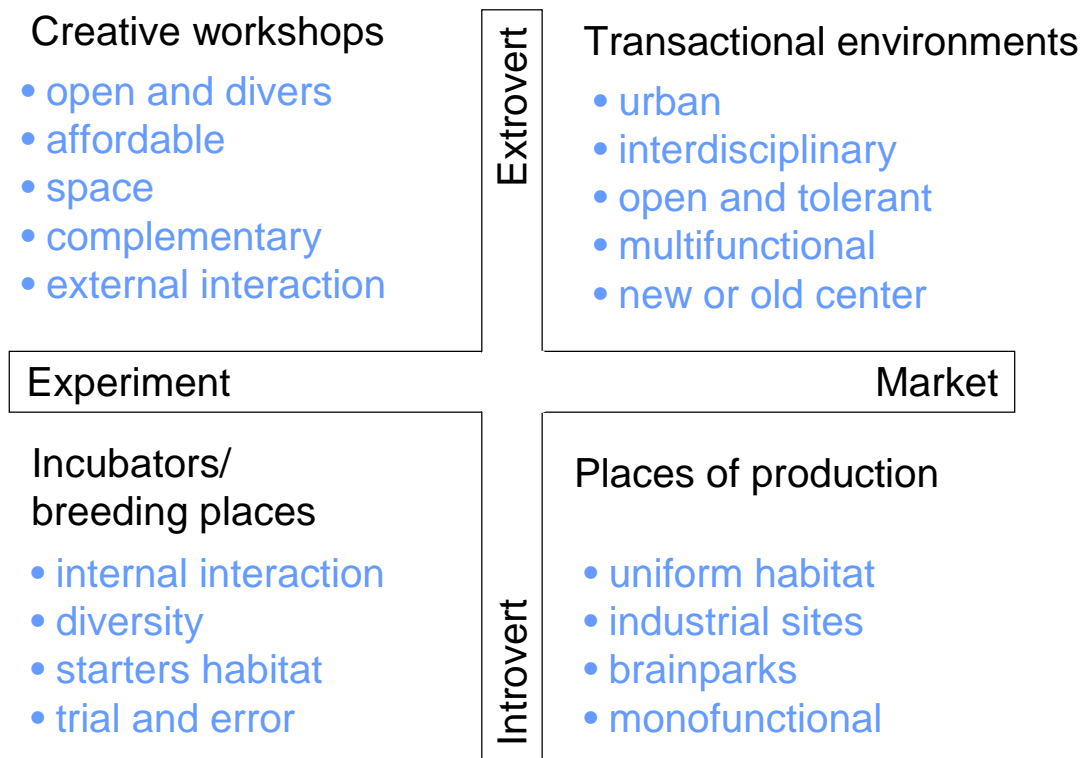 Creative workshops
• open and divers
• affordable
• space
• complementary
• external interaction
Extrovert
Transactional environments
• urban
• interdisciplinary
• open and tolerant
• multifunctional
• new or old center
Experiment
Market
Incubators/
breeding places
• internal interaction
• diversity
• starters habitat
• trial and error
Introvert
Places of production
• uniform habitat
• industrial sites
• brainparks
• monofunctional